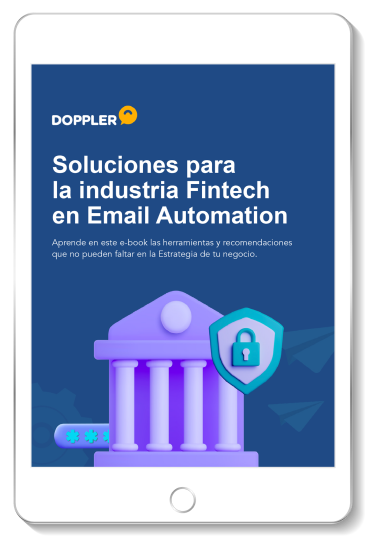 DOPPLER
Soluciones para
la industria Fintech
en Email Automation
Aprende en este e-book las herramientas y recomendaciones
que no pueden faltar en la Estrategia de tu negocio.